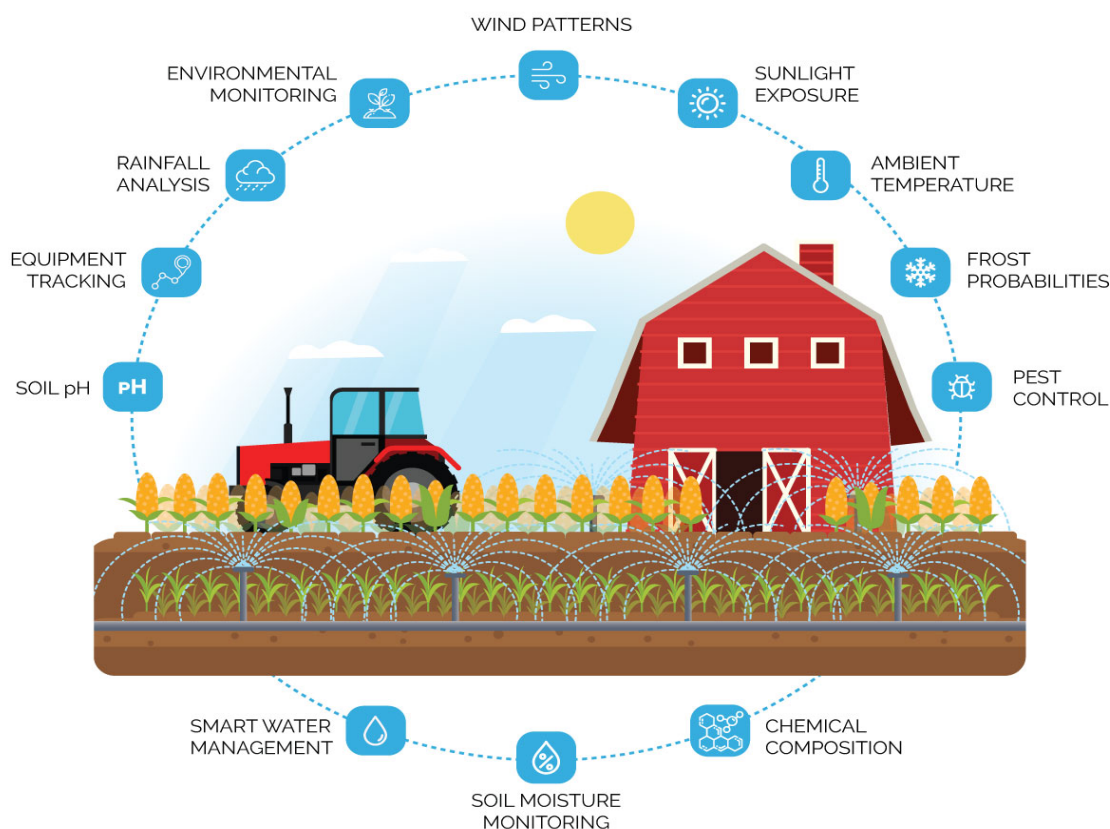 WIND PATTERNS
ENVIRONMENTAL
MONITORING
SUNLIGHT
EXPOSURE
RAINFALL
ANALYSIS
AMBIENT
TEMPERATURE
EQUIPMENT
TRACKING
FROST
PROBABILITIES
SOIL pH
pH
PEST
CONTROL
SMART WATER
MANAGEMENT
CHEMICAL
COMPOSITION
%
SOIL MOISTURE
MONITORING